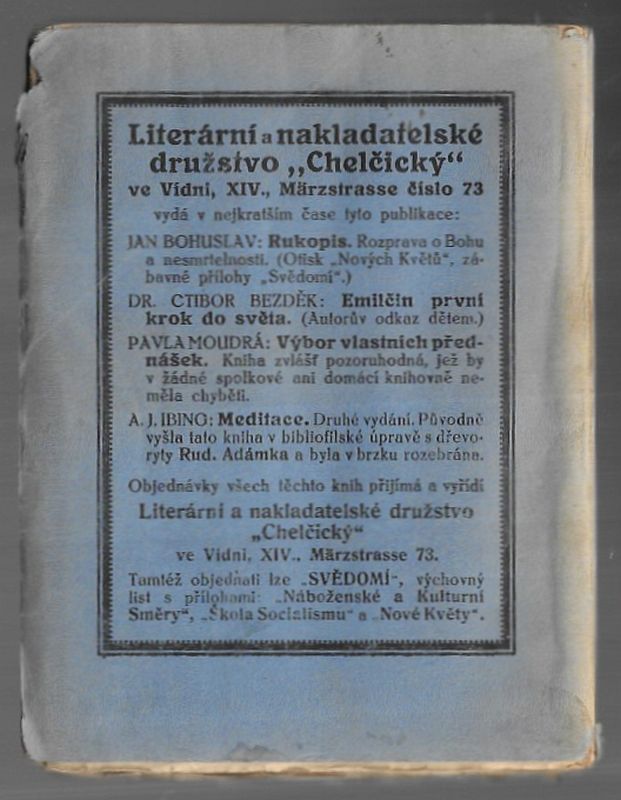 Literární a nakladatelské
družstvo „Chelčický“
ve Vídni, XIV., Märzstrasse číslo 73
vydá v nejkratším čase tyto publikace:
JAN BOHUSLAV: Rukopis. Rozprava o Bohu
a nesmrtelnosti. (Otisk „Nových Květů“, zá-
bavné přílohy „Svědomí“.)
DR. CTIBOR BEZDĚK: Emilčin první
krok do světa. (Autorův odkaz dětem.)
PAVLA MOUDRÁ: Výbor vlastních před-
nášek. Kniha zvlášť pozoruhodná, jež by
v žádné spolkové ani domácí knihovně ne-
měla chyběti.
A. J. IBING: Meditace. Druhé vydání. Původně
vyšla tato kniha v bibliofilské úpravě s dřevo-
ryty Rud. Adámka a byla v brzku rozebrána.
Objednávky všech těchto knih přijímá a vyřídí
Literární a nakladatelské družstvo
„Chelčický“
ve Vídni, XIV., Märzstrasse 73.
Tamtéž objednati lze „SVĚDOMÍ“, výchovný
list s přílohami: „Náboženské a Kulturní
Směry“, „Škola Socialismu“ a „Nové Květy“.